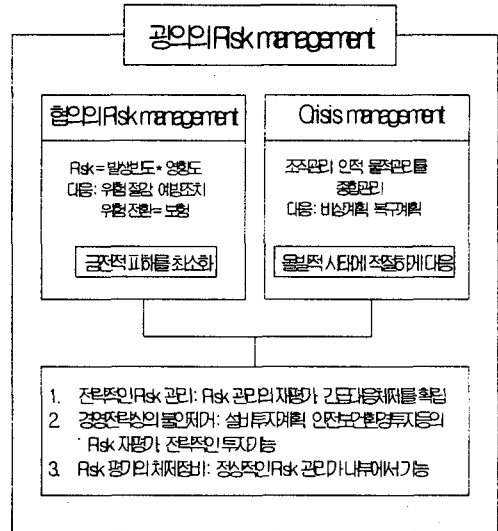 광의의 Risk management
협의의 Risk management
Crisis management
Risk = 발생빈도 * 영향도
대응: 위험 절감, 예방조치
위험 전환 = 보험
금전적 피해를 최소화
조직관리, 인적, 물적관리를
종합관리
대응: 비상계획, 복구계획
돌발적 사태에 적절하게 대응
1. 전략적인 Risk 관리: Risk 관리의 재평가, 긴급대응체제를 확립
2. 경영전략상의 불안제거: 설비투자계획, 안전보건환경투자등의
Risk 재평가, 전략적인 투자가능
3. Risk 평가의 체제정비: 정상적인 Risk 관리가 내부에서 가능